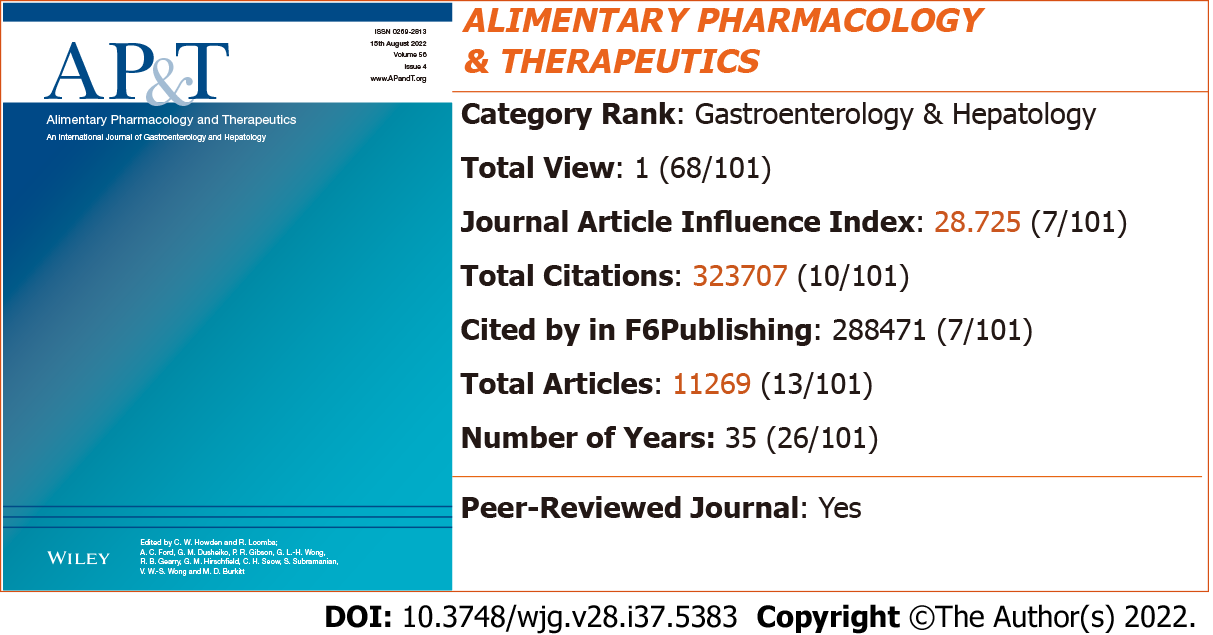 ISSN 0269-2813
15th August 2022
Volume 56
Issue 4
www.APandT.org
AP&T
Alimentary Pharmacology and Therapeutics
An International Journal of Gastroenterology and Hepatology
WILEY
Edited by C. W. Howden and R. Loomba;
A. C. Ford, G. M. Dusheiko, P. R. Gibson, G. L.-H. Wong,
R. B. Gearry, G. M. Hirschfield, C. H. Seow, S. Subramanian,
V. W.-S. Wong and M. D. Burkitt
ALIMENTARY PHARMACOLOGY
& THERAPEUTICS
Category Rank: Gastroenterology & Hepatology
Total View: 1 (68/101)
Journal Article Influence Index: 28.725 (7/101)
Total Citations: 323707 (10/101)
Cited by in F6Publishing: 288471 (7/101)
Total Articles: 11269 (13/101)
Number of Years: 35 (26/101)
Peer-Reviewed Journal: Yes
DOI: 10.3748/wjg.v28.i37.5383 Copyright ©The Author(s) 2022.